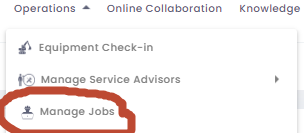 Operations Online Collaboration Knowledge
Equipment Check-in
Manage Service Advisors
Manage Jobs